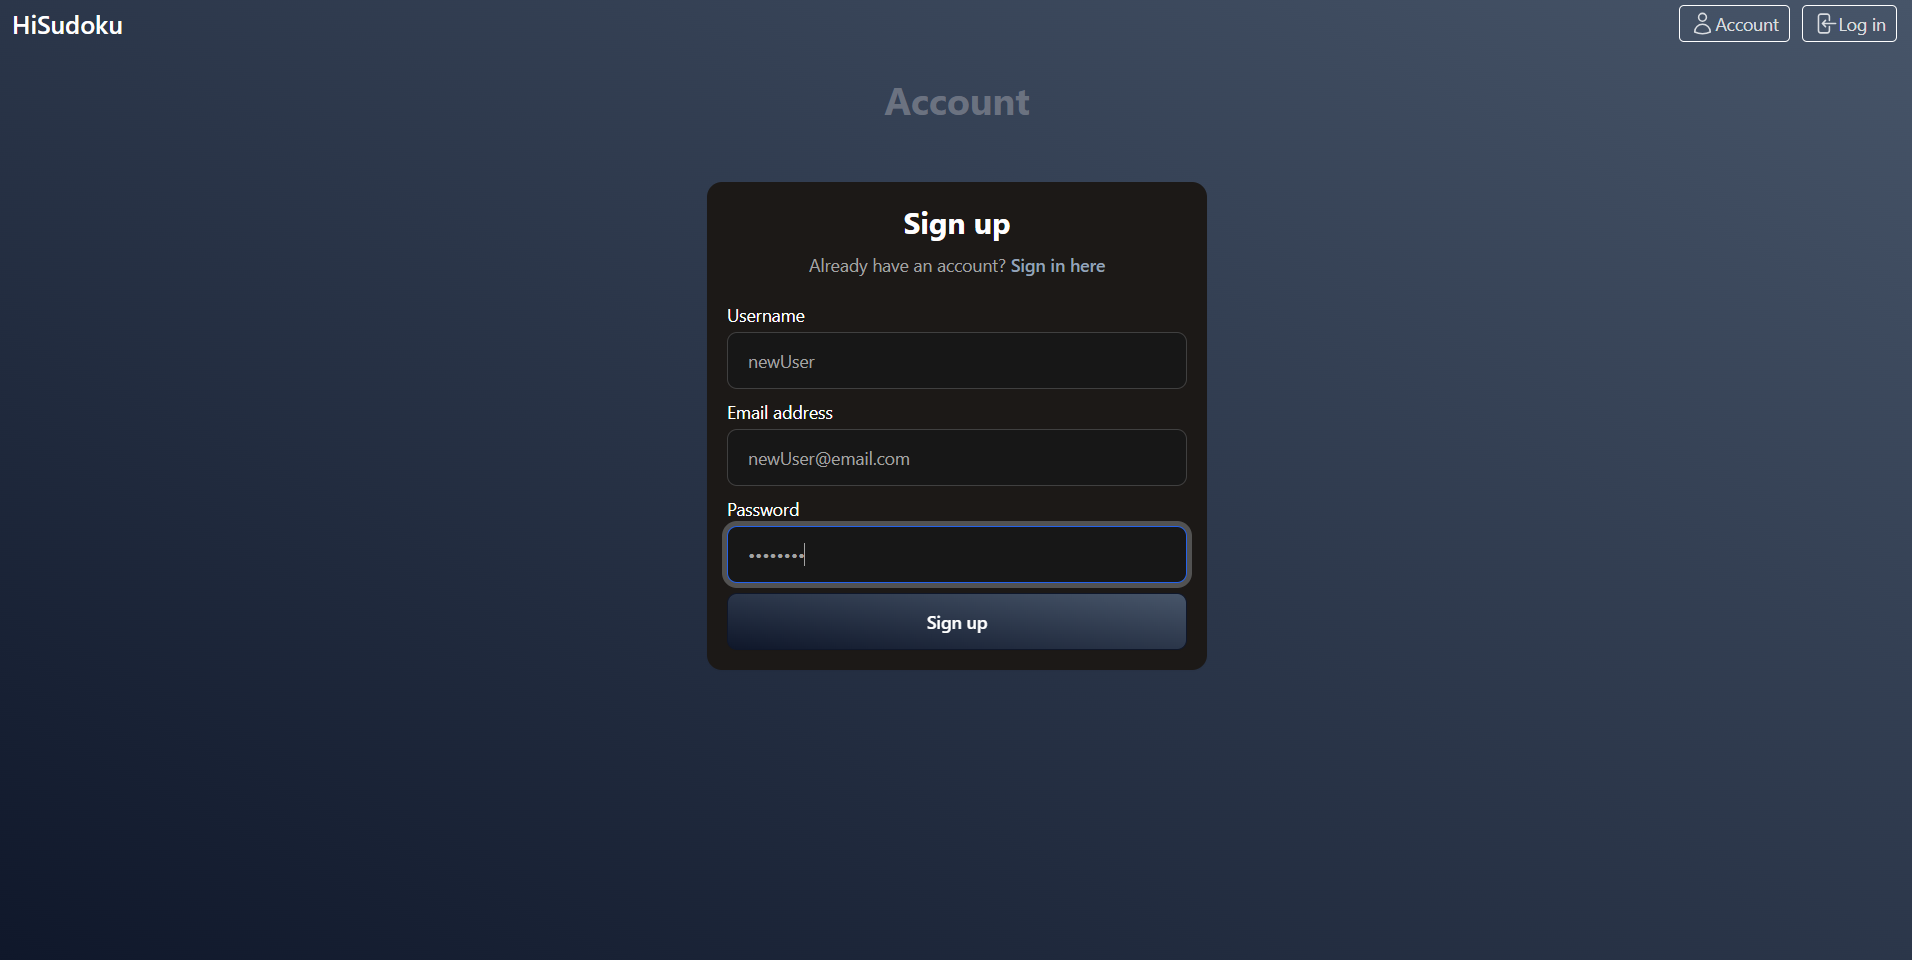 HiSudoku
Account
Log in
Account
Sign up
Already have an account? Sign in here
Username
newUser
Email address
newUser@email.com
Password
••••••••
Sign up